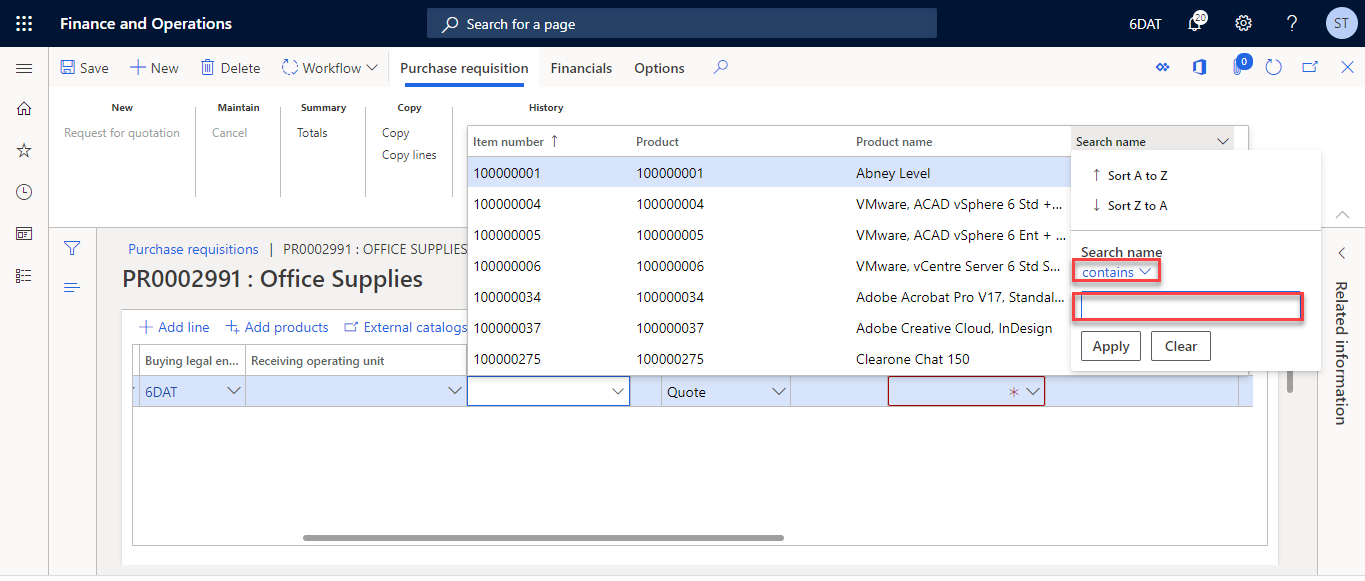 Finance and Operations
Search for a page
6DAT
20
ST
Save
New
Delete
Workflow
Purchase requisition
Financials
Options
0
New
Request for quotation
Maintain
Cancel
Summary
Totals
Copy
Copy
Copy lines
History
Item number
Product
Product name
Search name
100000001 100000001 Abney Level
100000004 100000004 VMware, ACAD vSphere 6 Std +...
100000005 100000005 VMware, ACAD vSphere 6 Ent + ...
100000006 100000006 VMware, vCentre Server 6 Std S...
100000034 100000034 Adobe Acrobat Pro V17, Standal...
100000037 100000037 Adobe Creative Cloud, InDesign
100000275 100000275 Clearone Chat 150
Sort A to Z
Sort Z to A
Search name
contains
Apply
Clear
Purchase requisitions | PR0002991 : OFFICE SUPPLIES
PR0002991 : Office Supplies
Add line
Add products
External catalogs
Buying legal en...
Receiving operating unit
6DAT
Quote
Related information